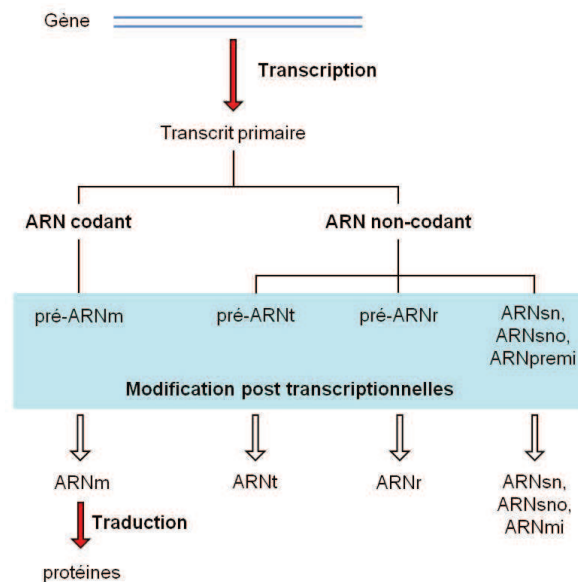 Gène
Transcription
Transcrit primaire
ARN codant
ARN non-codant
pré-ARNm
pré-ARNt
pré-ARNr
ARNsn,
ARNsno,
ARNpremi
Modification post transcriptionnelles
ARNm
ARNt
ARNr
ARNsn,
ARNsno,
ARNmi
Traduction
protéines